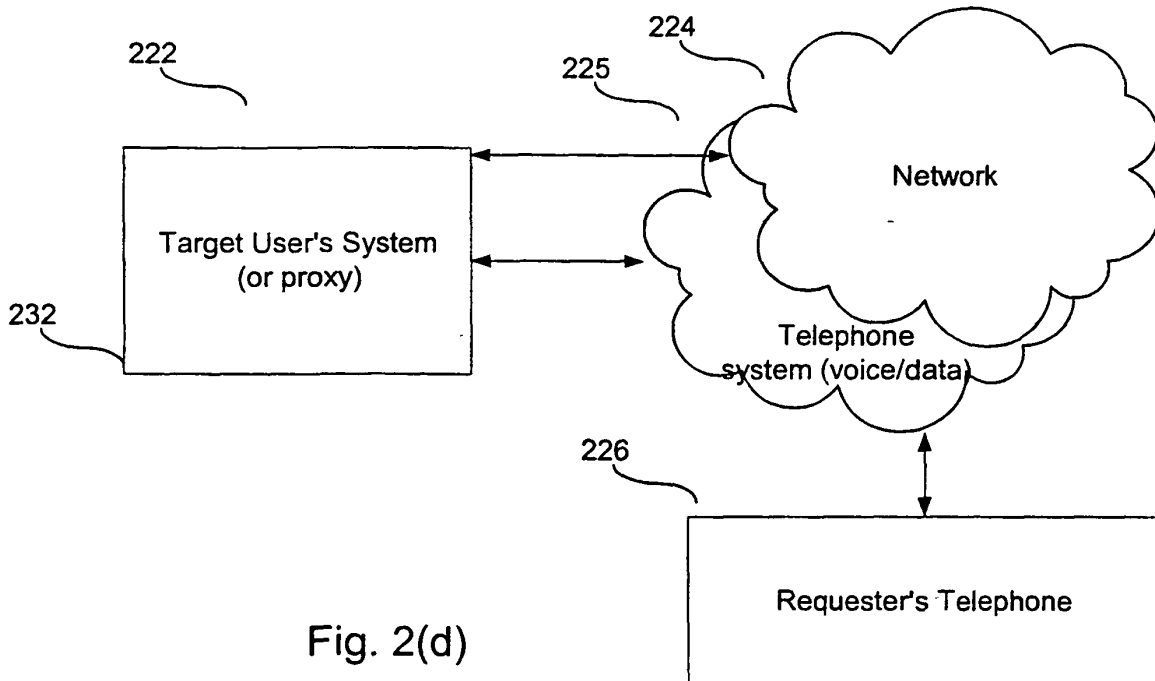 224
222
225
Network
Target User's System
(or proxy)
232
Telephone
system (voice/data)
226
Requester's Telephone
Fig. 2(d)